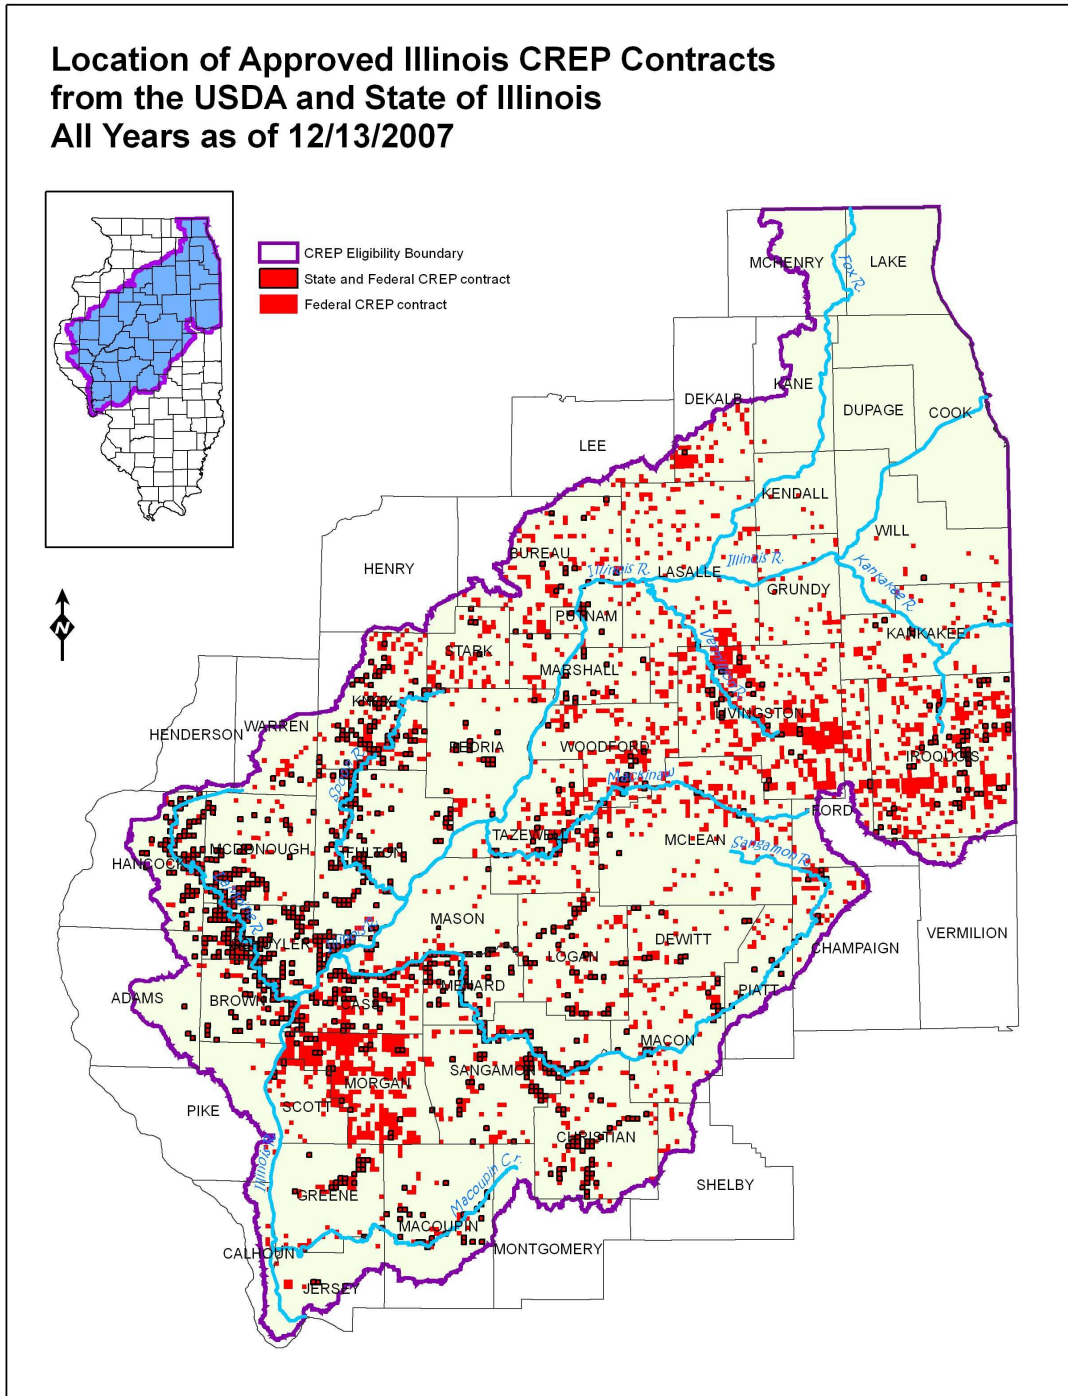 Location of Approved Illinois CREP Contracts
from the USDA and State of Illinois
All Years as of 12/13/2007
CREP Eligibility Boundary
State and Federal CREP contract
Federal CREP contract
N
MCHENRY
LAKE
Fox R.
KANE
DEKALB
DUPAGE
COOK
LEE
KENDALL
WILL
BUREAU
HENRY
Illinois R.
LASALLE
Illinois R.
GRUNDY
Kankakee R.
PUTNAM
KANKAKEE
STARK
MARSHALL
Vermilion R.
KNOX
LIVINGSTON
HENDERSON
WARREN
PEORIA
WOODFORD
IROQUOIS
Spoon R.
Mackinaw
FORD
TAZEWELL
MCLEAN
Sangamon R.
HANCOCK
MCDONOUGH
FULTON
MASON
Illinois R.
SCHUYLER
DEWITT
VERMILION
CHAMPAIGN
LOGAN
MENARD
ADAMS
BROWN
CASS
PIATT
MACON
SANGAMON
MORGAN
PIKE
SCOTT
CHRISTIAN
Illinois R.
Macoupin Cr.
SHELBY
GREENE
MACOUPIN
MONTGOMERY
CALHOUN
JERSEY